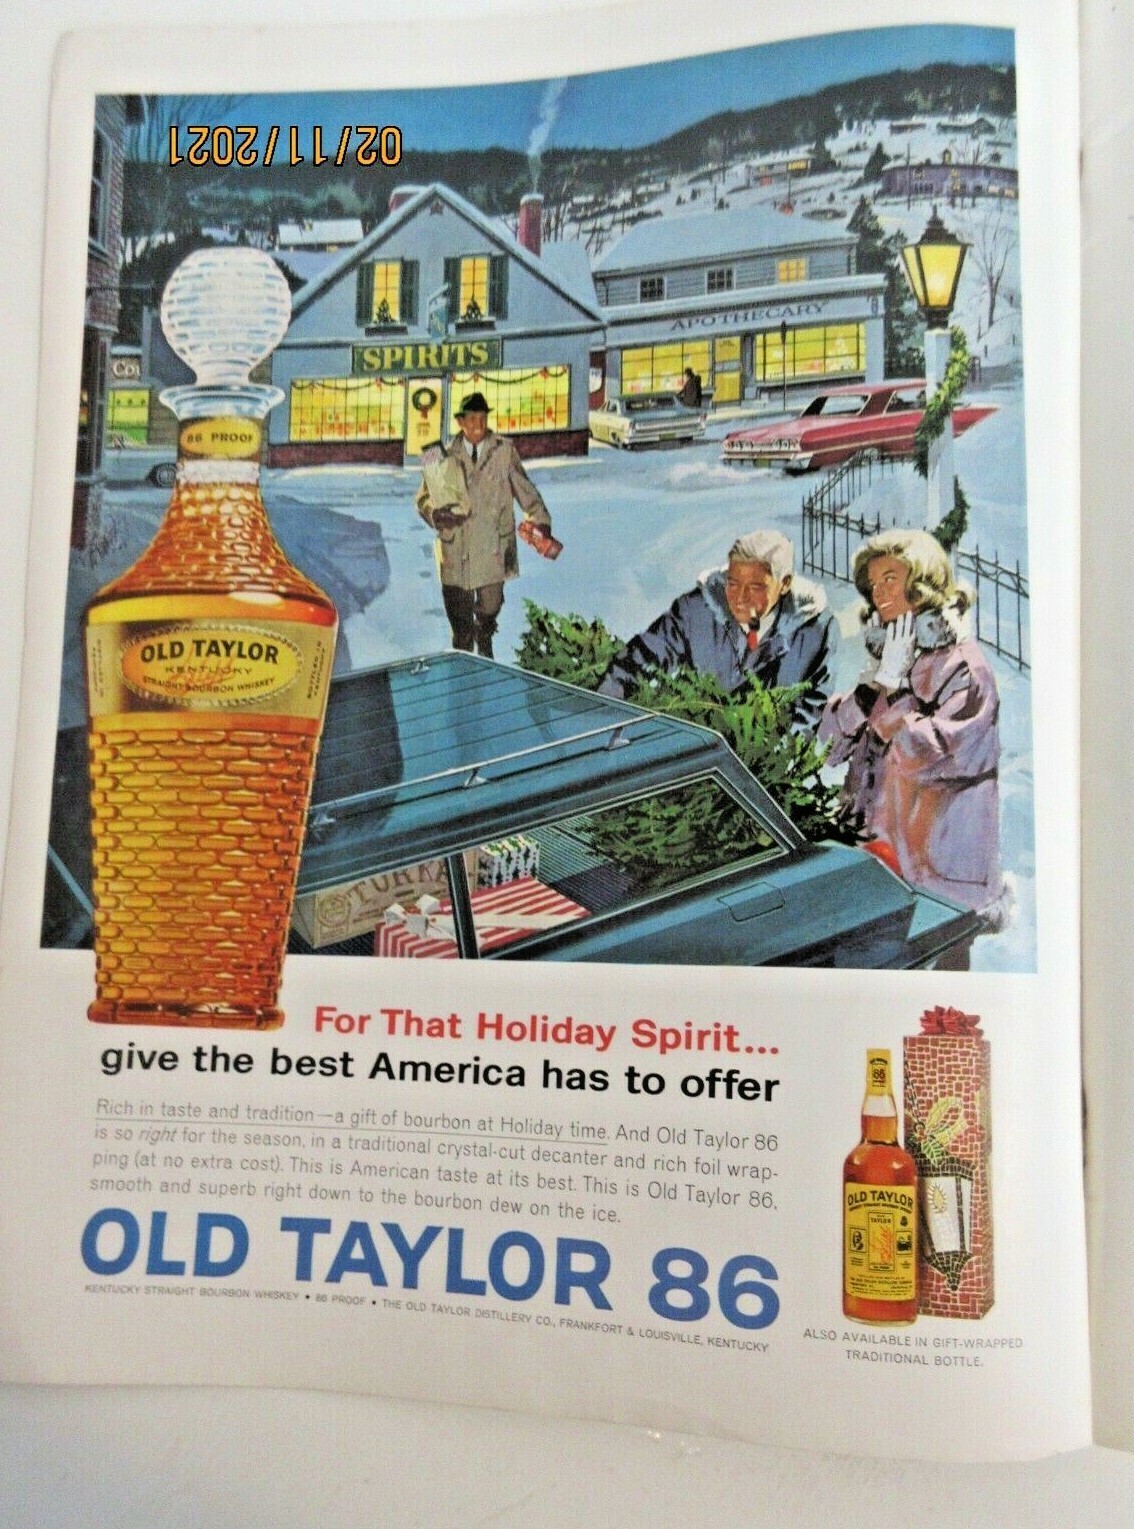 02/11/2021
SPIRITS
APOTHECARY
86 PROOF
OLD TAYLOR
KENTUCKY
STRAIGHT BOURBON WHISKEY
TURKE
For That Holiday Spirit...
give the best America has to offer
Rich in taste and tradition—a gift of bourbon at Holiday time. And Old Taylor 86
is so right for the season, in a traditional crystal-cut decanter and rich foil wrap-
ping (at no extra cost). This is American taste at its best. This is Old Taylor 86,
smooth and superb right down to the bourbon dew on the ice.
OLD TAYLOR 86
KENTUCKY STRAIGHT BOURBON WHISKEY • 86 PROOF • THE OLD TAYLOR DISTILLERY CO., FRANKFORT & LOUISVILLE, KENTUCKY
86
OLD TAYLOR
TAYLOR
ALSO AVAILABLE IN GIFT-WRAPPED
TRADITIONAL BOTTLE.